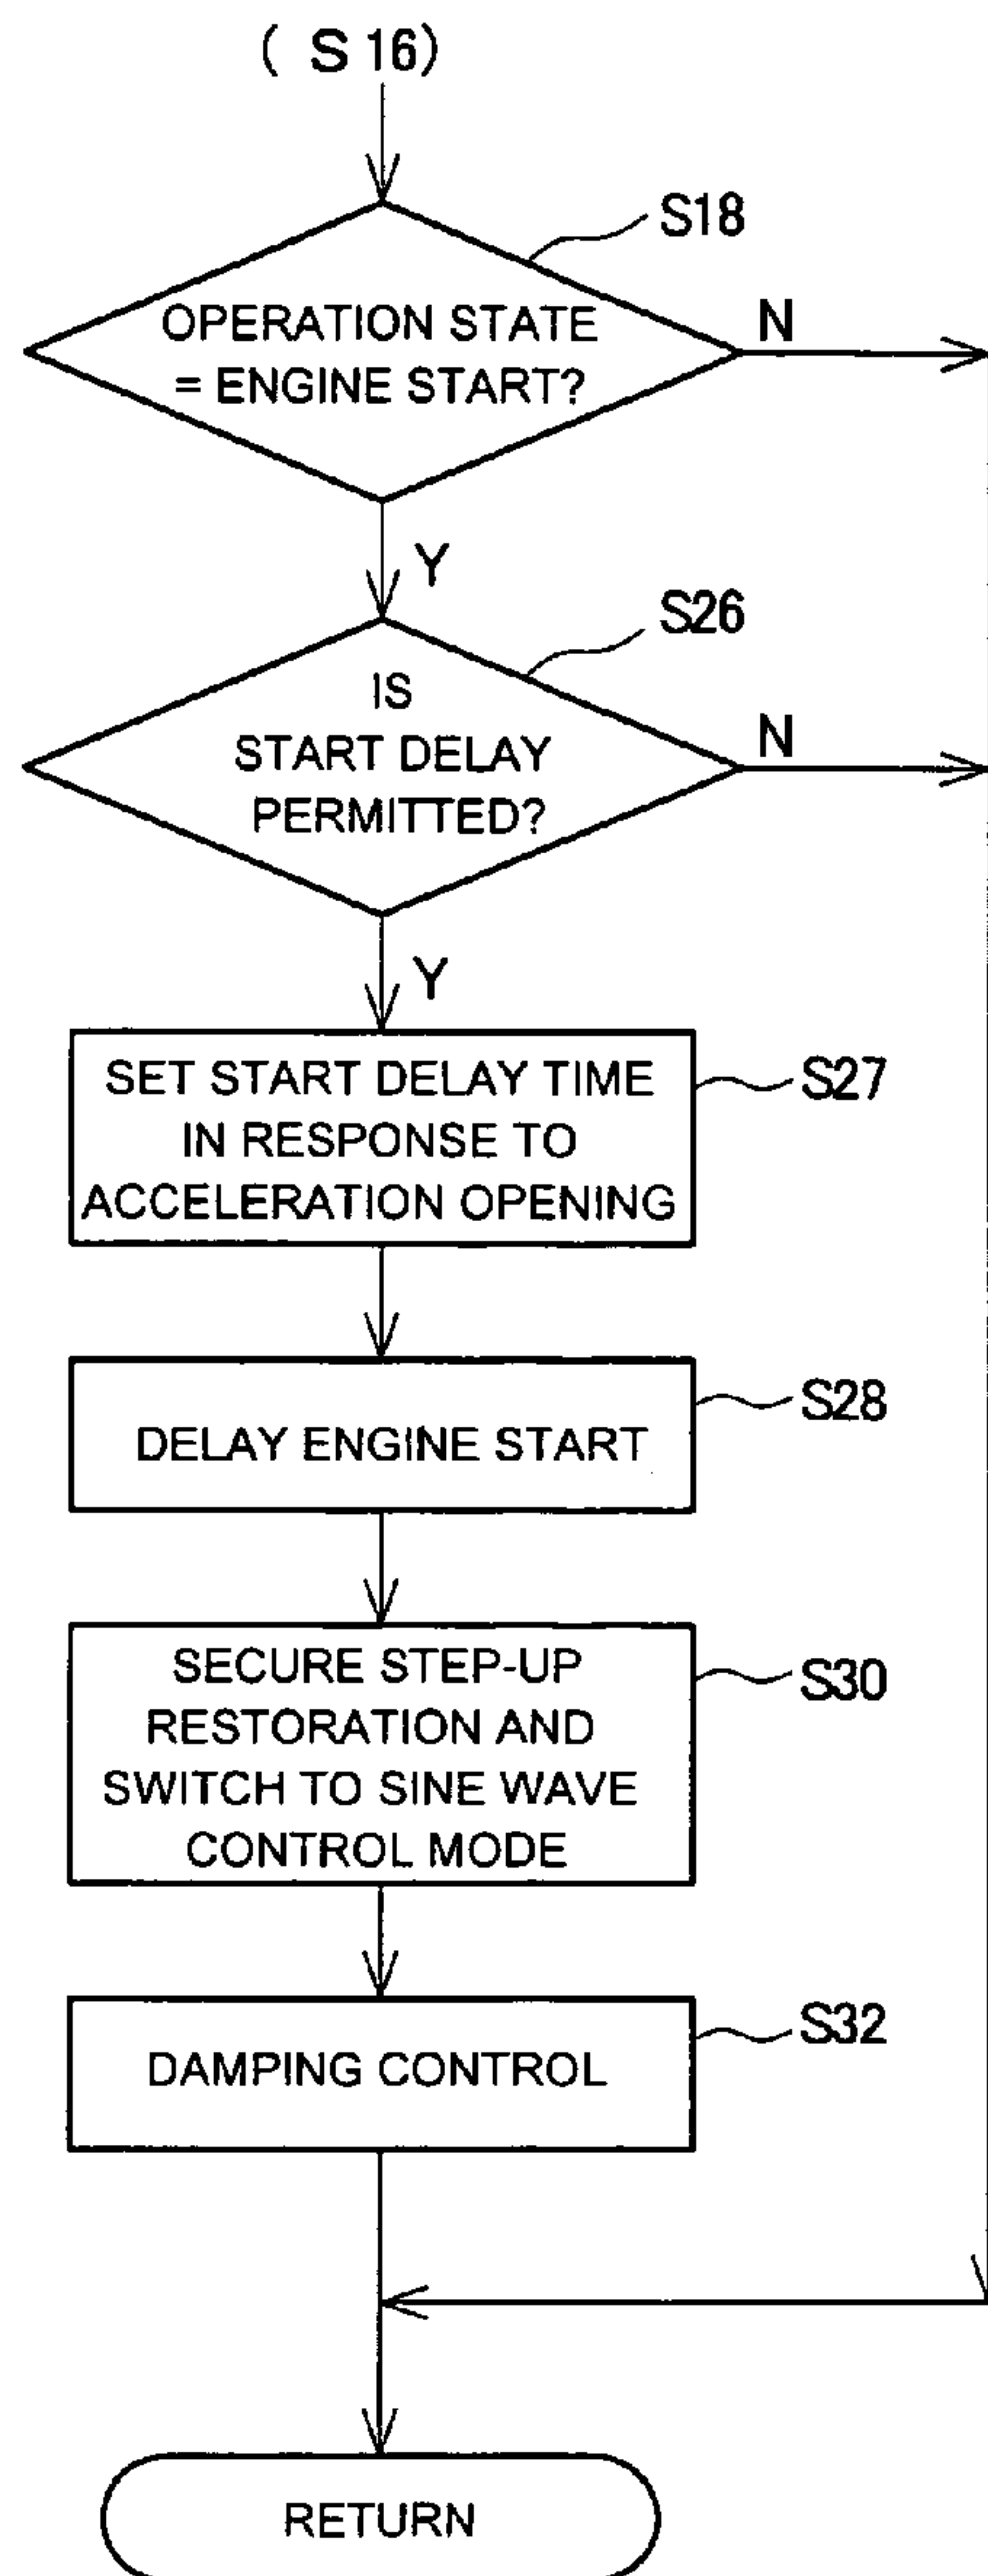 ( S 16)
S18
OPERATION STATE
= ENGINE START?
N
Y
S26
IS
START DELAY
PERMITTED?
N
Y
SET START DELAY TIME
IN RESPONSE TO
ACCELERATION OPENING
S27
DELAY ENGINE START
S28
SECURE STEP-UP
RESTORATION AND
SWITCH TO SINE WAVE
CONTROL MODE
S30
DAMPING CONTROL
S32
RETURN